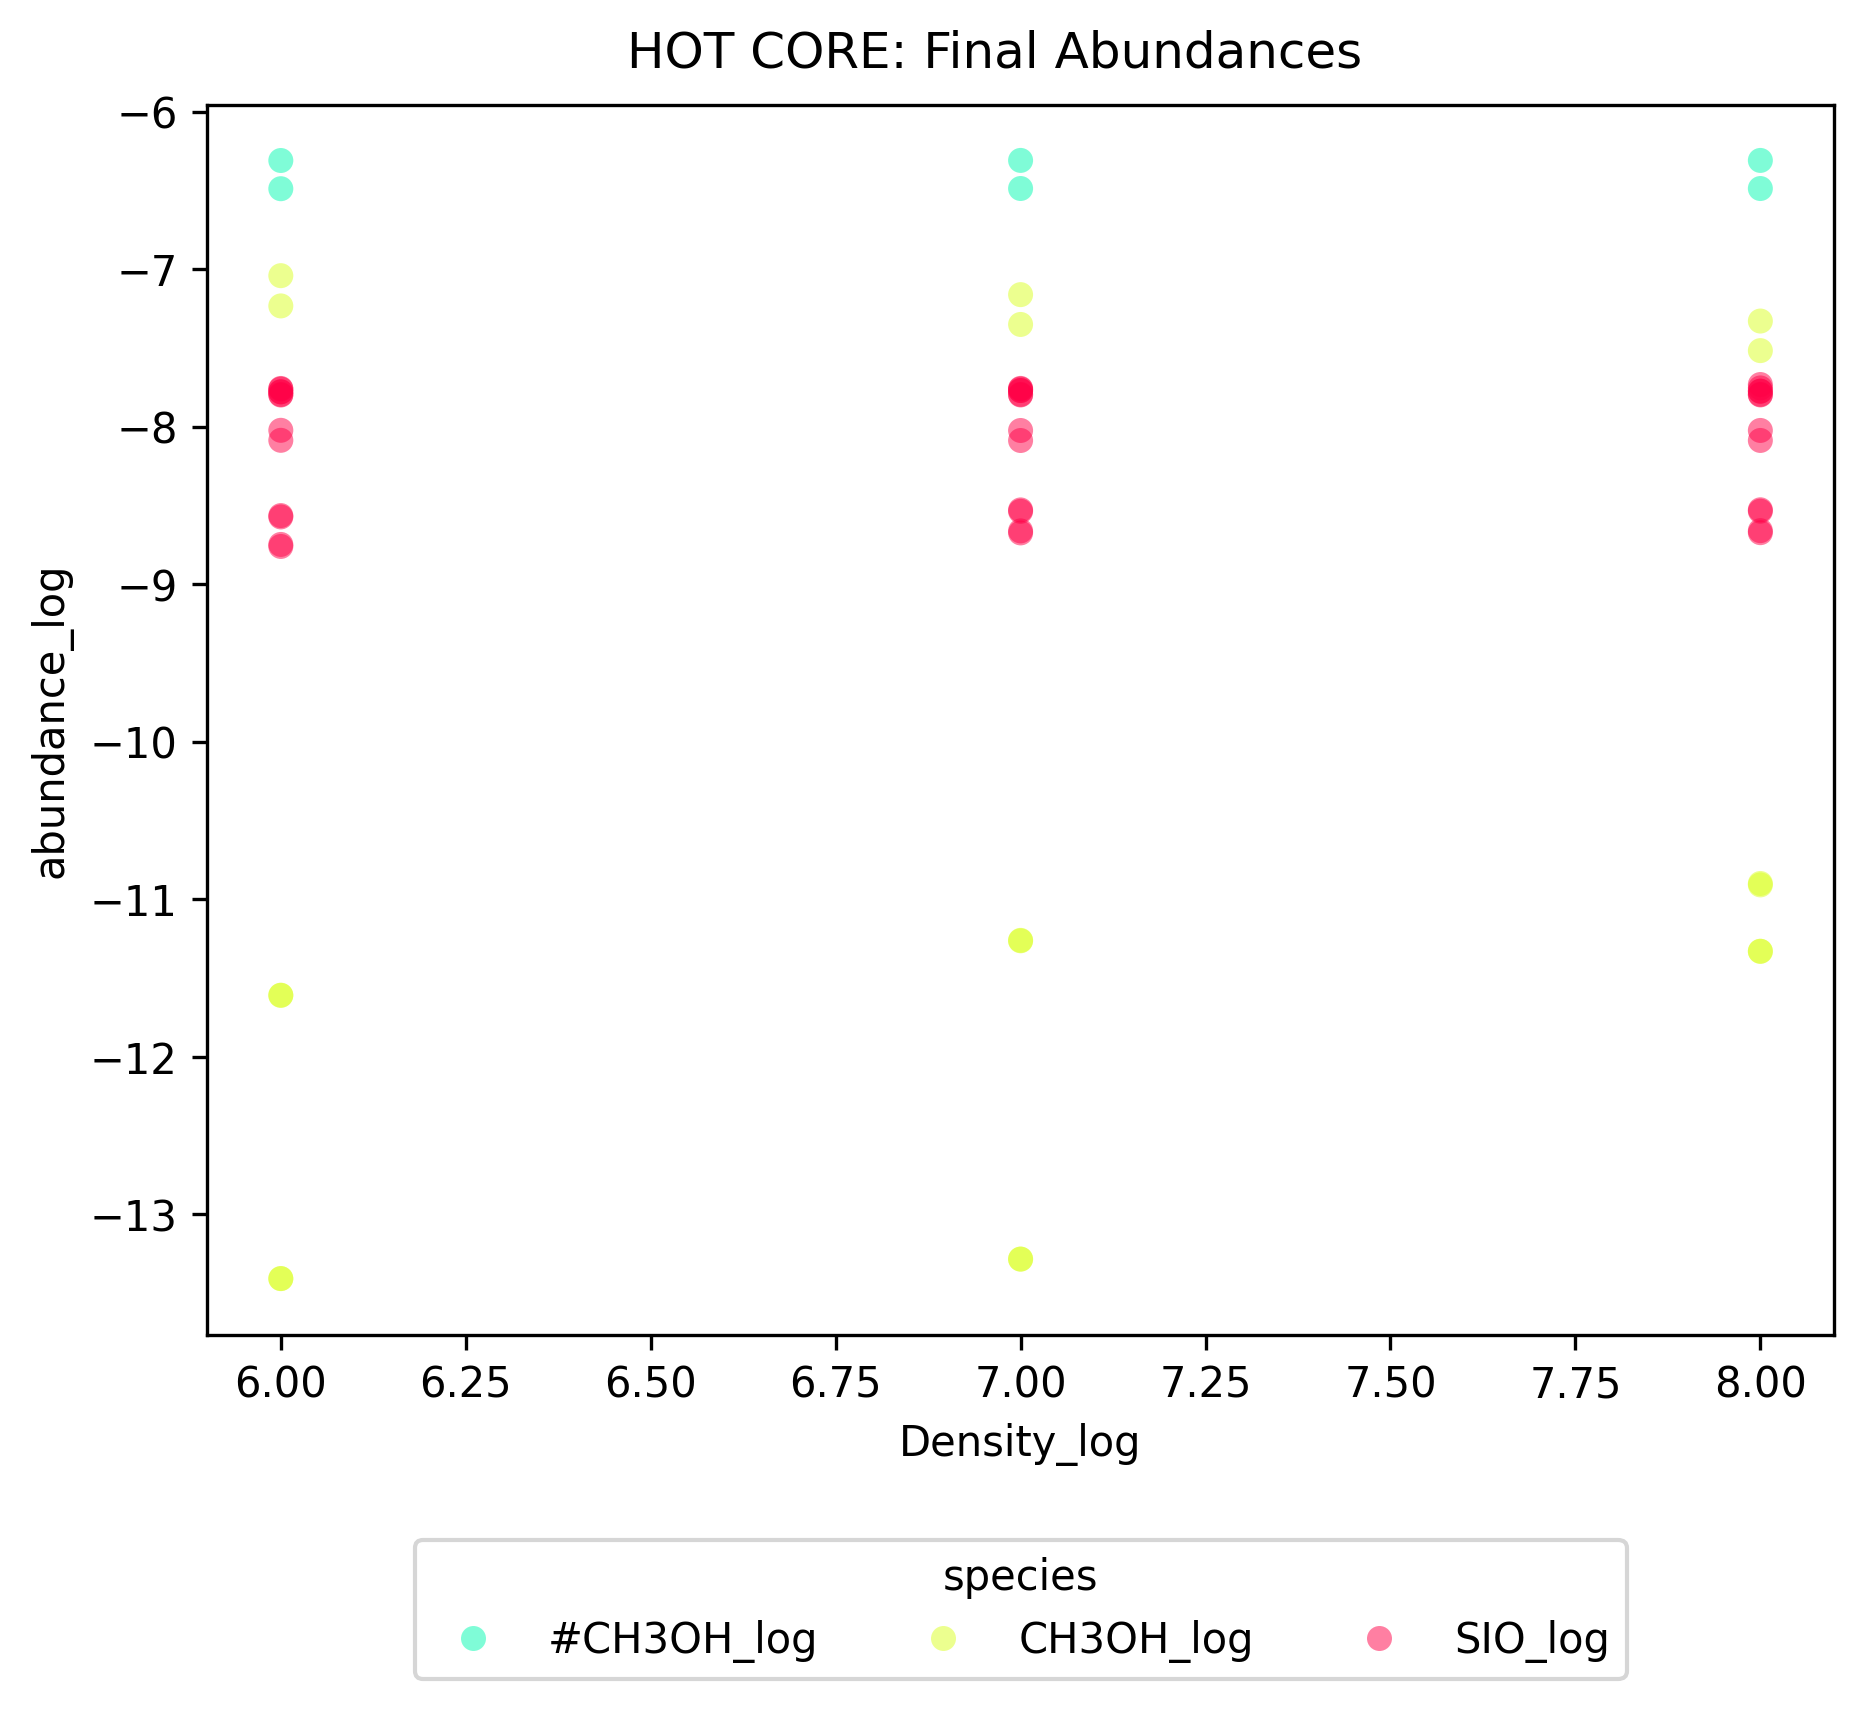 HOT CORE: Final Abundances
−6
−7
−8
−9
−10
−11
−12
−13
abundance_log
6.00 6.25 6.50 6.75 7.00 7.25 7.50 7.75 8.00
Density_log
species
#CH3OH_log CH3OH_log SIO_log